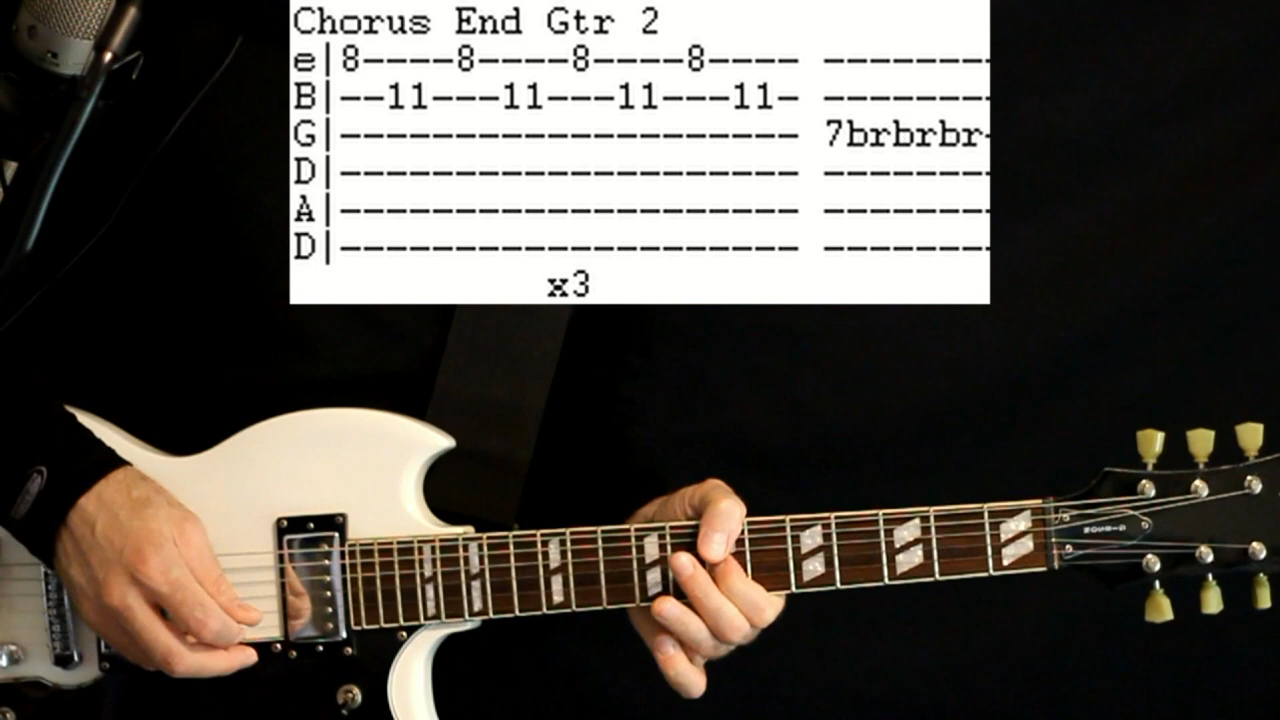 Chorus End Gtr 2
e|8----8----8----8---- -------
B|--11---11---11---11- -------
G|-------------------- 7brbrbr-
D|-------------------- -------
A|-------------------- -------
D|-------------------- -------
x3